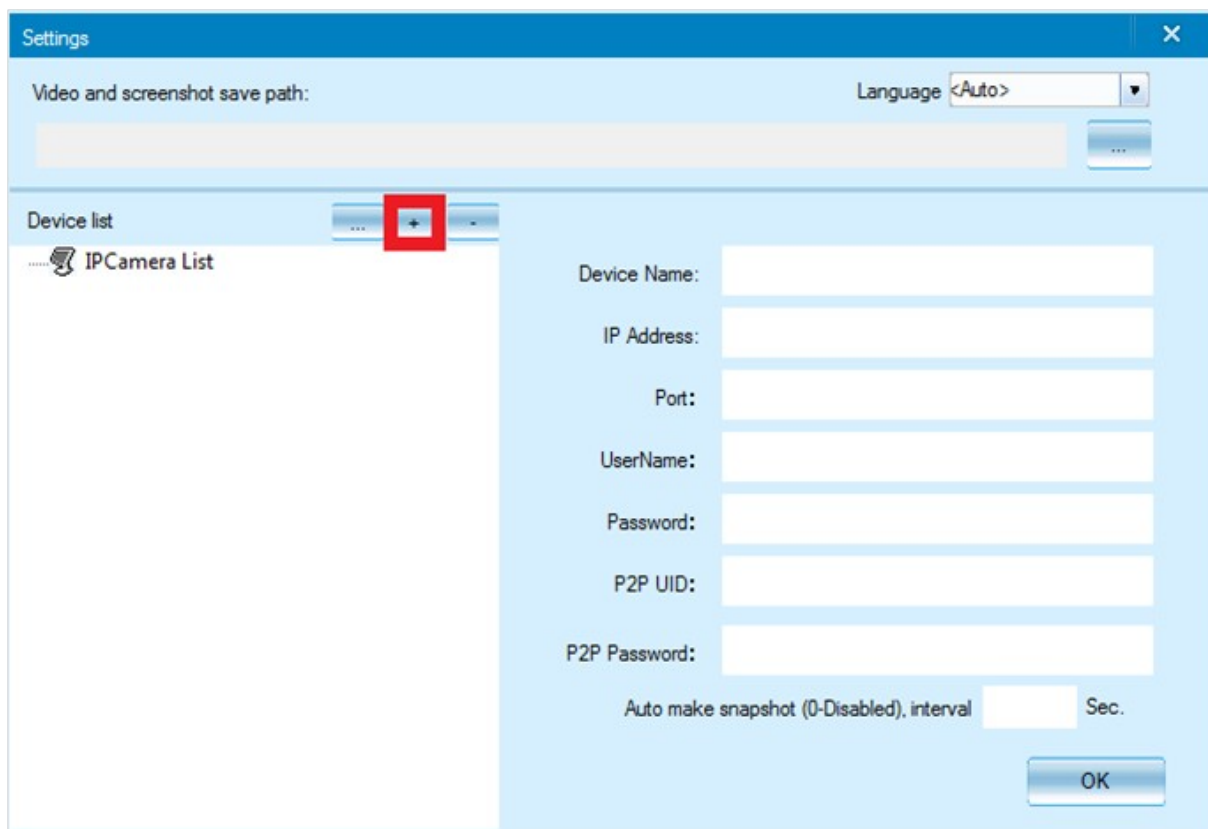 Settings
Video and screenshot save path:
Language <Auto>
...
Device list ... + -
IPCamera List
Device Name:
IP Address:
Port:
UserName:
Password:
P2P UID:
P2P Password:
Auto make snapshot (0-Disabled), interval Sec.
OK